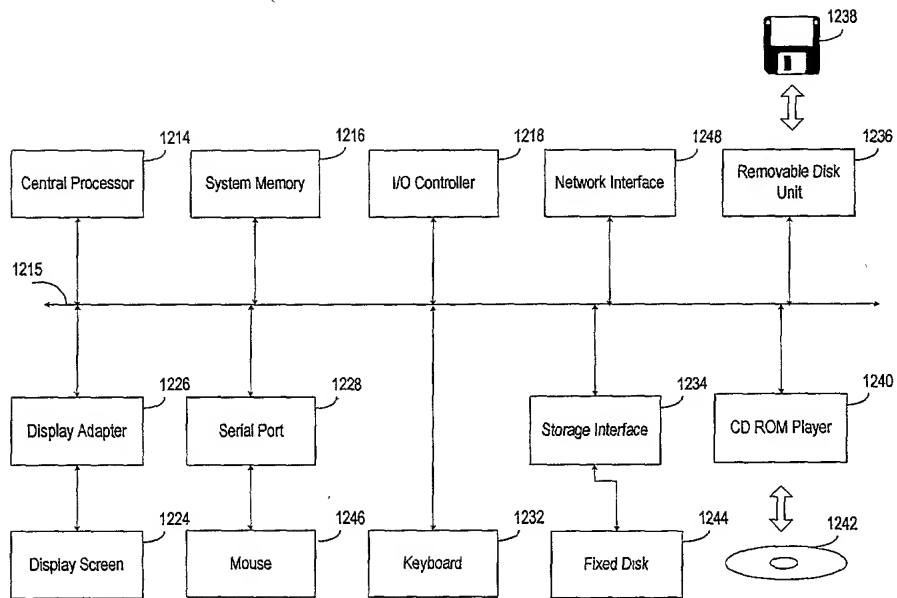 1238
1214
1216
1218
1248
1236
Central Processor
System Memory
I/O Controller
Network Interface
Removable Disk
Unit
1215
1226
1228
1234
1240
Display Adapter
Serial Port
Storage Interface
CD ROM Player
1224
1246
1232
1244
1242
Display Screen
Mouse
Keyboard
Fixed Disk